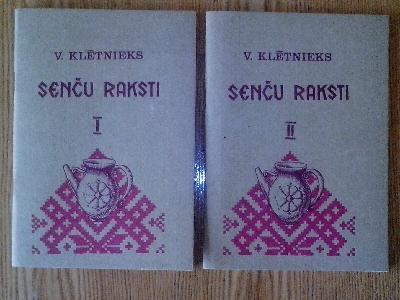 V. KLĒTNIEKS
SENČU RAKSTI
I
V. KLĒTNIEKS
SENČU RAKSTI
II